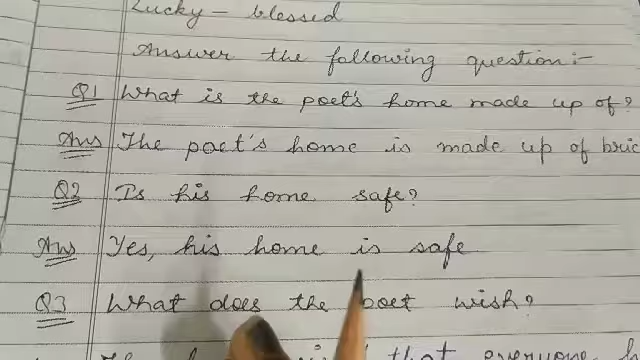 Lucky – blessed
Answer the following question:-
Q1 What is the poet's home made up of?
Ans The poet's home is made up of bric
Q2 Is his home safe?
Ans Yes, his home is safe
Q3 What does the poet wish?
that everyone h